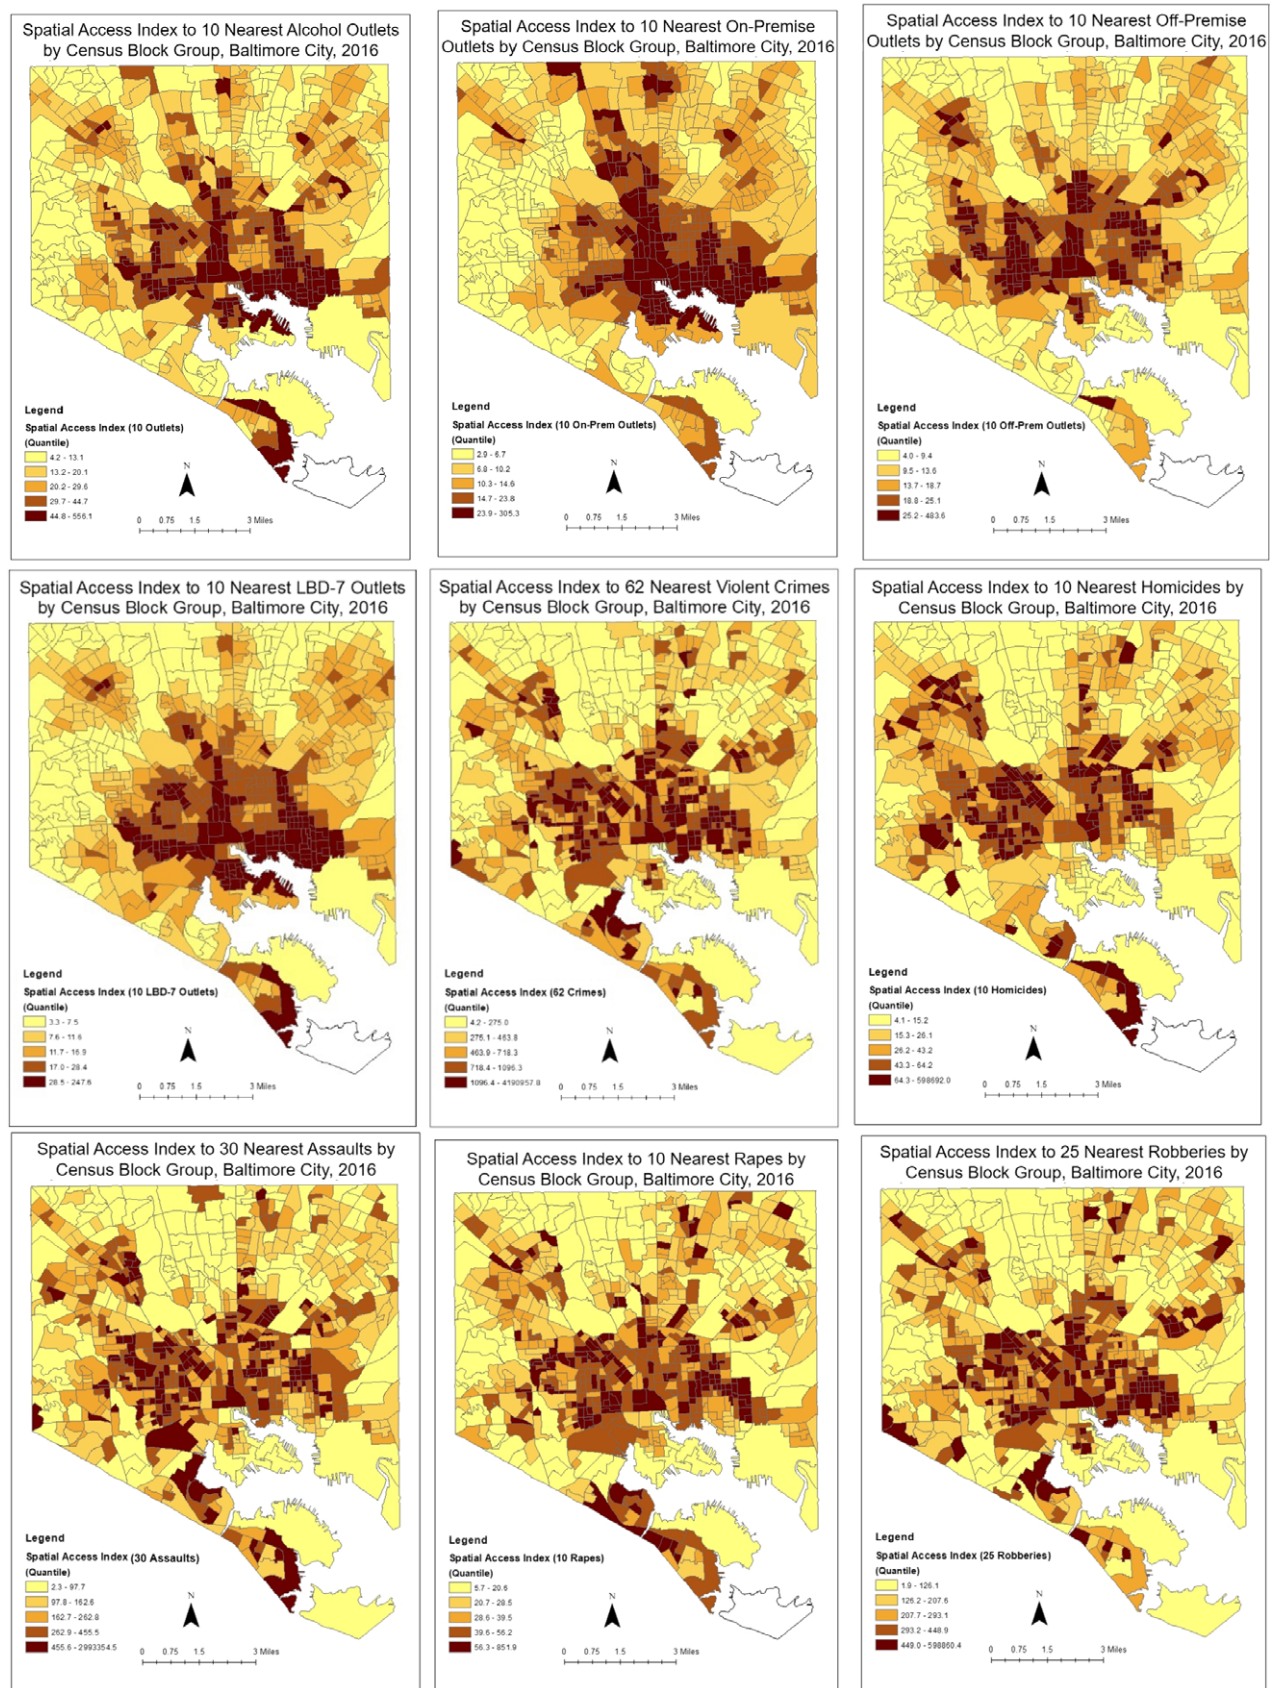 Spatial Access Index to 10 Nearest Alcohol Outlets
by Census Block Group, Baltimore City, 2016
Legend
Spatial Access Index (10 Outlets)
(Quantile)
4.2 - 13.1
13.2 - 20.1
20.2 - 29.6
29.7 - 44.7
44.8 - 556.1
N
0 0.75 1.5 3 Miles
Spatial Access Index to 10 Nearest On-Premise
Outlets by Census Block Group, Baltimore City, 2016
Legend
Spatial Access Index (10 On-Prem Outlets)
(Quantile)
2.9 - 6.7
6.8 - 10.2
10.3 - 14.6
14.7 - 23.8
23.9 - 305.3
N
0 0.75 1.5 3 Miles
Spatial Access Index to 10 Nearest Off-Premise
Outlets by Census Block Group, Baltimore City, 2016
Legend
Spatial Access Index (10 Off-Prem Outlets)
(Quantile)
4.0 - 9.4
9.5 - 13.6
13.7 - 18.7
18.8 - 25.1
25.2 - 483.6
N
0 0.75 1.5 3 Miles
Spatial Access Index to 10 Nearest LBD-7 Outlets
by Census Block Group, Baltimore City, 2016
Legend
Spatial Access Index (10 LBD-7 Outlets)
(Quantile)
3.3 - 7.5
7.6 - 11.6
11.7 - 16.9
17.0 - 28.4
28.5 - 247.6
N
0 0.75 1.5 3 Miles
Spatial Access Index to 62 Nearest Violent Crimes
by Census Block Group, Baltimore City, 2016
Legend
Spatial Access Index (62 Crimes)
(Quantile)
4.2 - 275.0
275.1 - 463.8
463.9 - 718.3
718.4 - 1096.3
1096.4 - 4190957.8
N
0 0.75 1.5 3 Miles
Spatial Access Index to 10 Nearest Homicides by
Census Block Group, Baltimore City, 2016
Legend
Spatial Access Index (10 Homicides)
(Quantile)
4.1 - 15.2
15.3 - 26.1
26.2 - 43.2
43.3 - 64.2
64.3 - 598692.0
N
0 0.75 1.5 3 Miles
Spatial Access Index to 30 Nearest Assaults by
Census Block Group, Baltimore City, 2016
Legend
Spatial Access Index (30 Assaults)
(Quantile)
2.3 - 97.7
97.8 - 162.6
162.7 - 262.8
262.9 - 455.5
455.6 - 2993354.5
N
0 0.75 1.5 3 Miles
Spatial Access Index to 10 Nearest Rapes by
Census Block Group, Baltimore City, 2016
Legend
Spatial Access Index (10 Rapes)
(Quantile)
5.7 - 20.6
20.7 - 28.5
28.6 - 39.5
39.6 - 56.2
56.3 - 851.9
N
0 0.75 1.5 3 Miles
Spatial Access Index to 25 Nearest Robberies by
Census Block Group, Baltimore City, 2016
Legend
Spatial Access Index (25 Robberies)
(Quantile)
1.9 - 126.1
126.2 - 207.6
207.7 - 293.1
293.2 - 448.9
449.0 - 598860.4
N
0 0.75 1.5 3 Miles